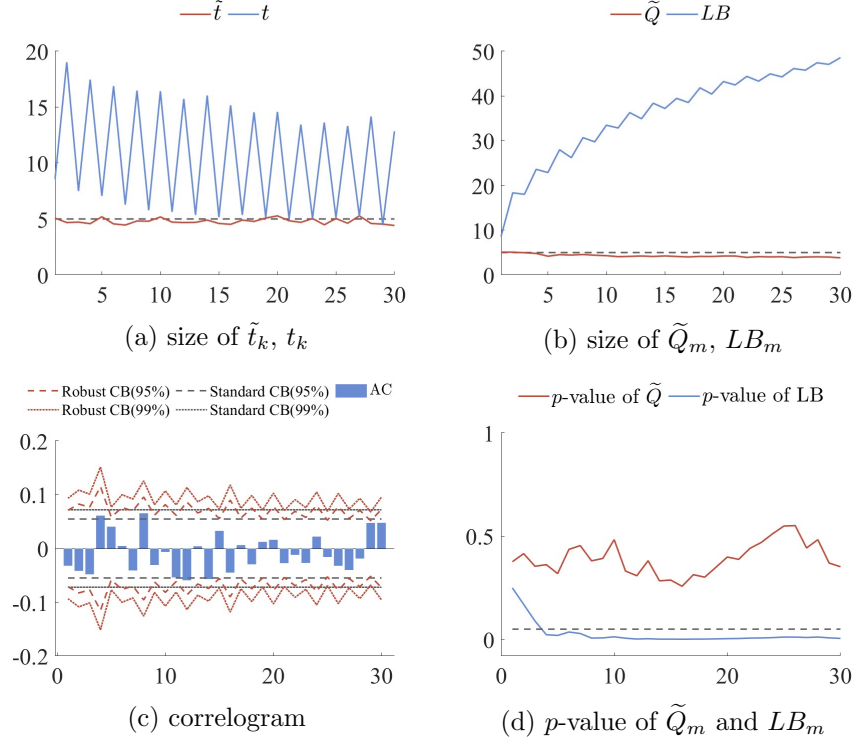 t̃ t
20
15
10
5
0
5 10 15 20 25 30
(a) size of t̃ₖ, tₖ
Q̃ LB
50
40
30
20
10
0
5 10 15 20 25 30
(b) size of Q̃ₘ, LBₘ
Robust CB(95%) Standard CB(95%) AC
Robust CB(99%) Standard CB(99%)
0.2
0.1
0
-0.1
-0.2
0 10 20 30
(c) correlogram
p-value of Q̃ p-value of LB
1
0.5
0
0 10 20 30
(d) p-value of Q̃ₘ and LBₘ